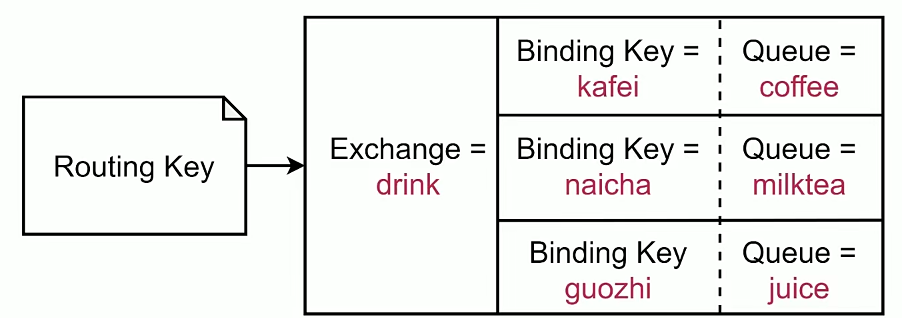 Routing Key
Exchange =
drink
Binding Key =
kafei
Queue =
coffee
Binding Key =
naicha
Queue =
milktea
Binding Key
guozhi
Queue =
juice